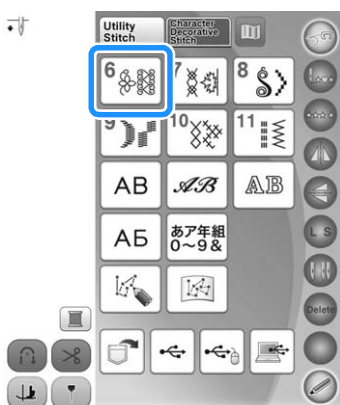 Utility
Stitch
Character
Decorative
Stitch
6
7
8
9
10
11
AB
AB
AB
АБ
あア年組
0～9&
L S
Delete